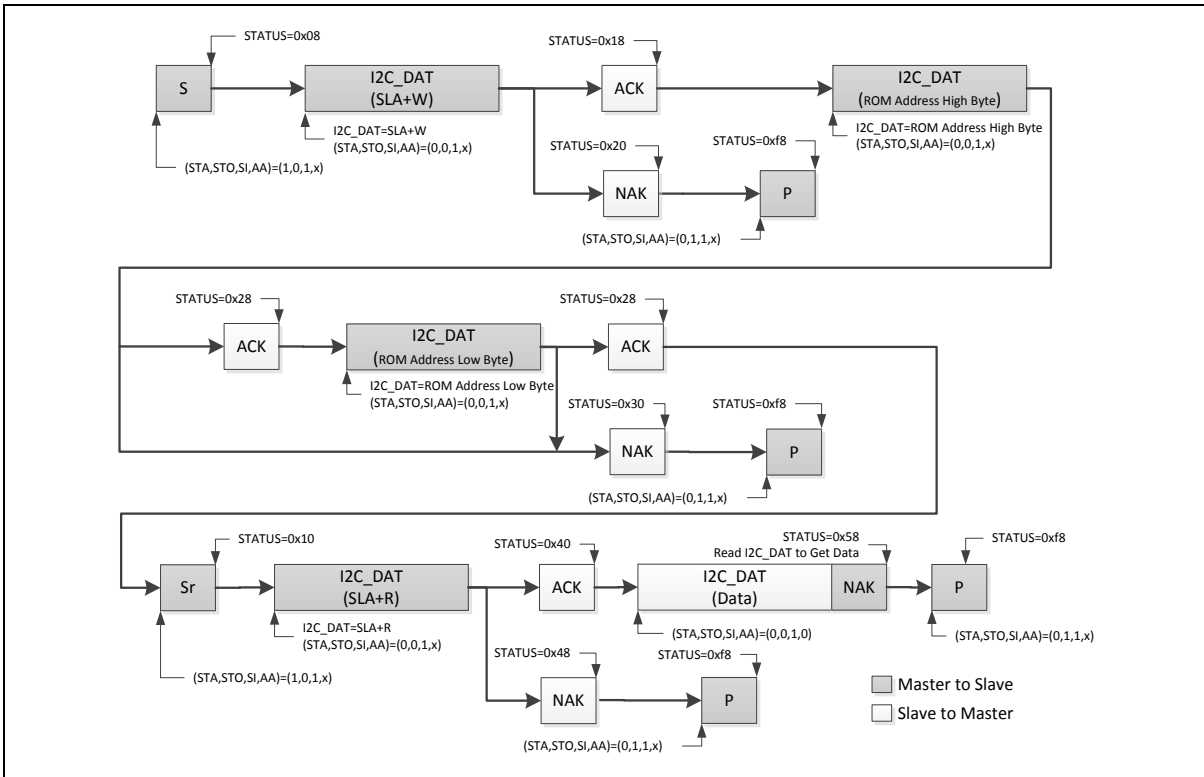 STATUS=0x08
STATUS=0x18
S
I2C_DAT
(SLA+W)
ACK
I2C_DAT
(ROM Address High Byte)
I2C_DAT=SLA+W
(STA,STO,SI,AA)=(0,0,1,x)
I2C_DAT=ROM Address High Byte
(STA,STO,SI,AA)=(0,0,1,x)
(STA,STO,SI,AA)=(1,0,1,x)
STATUS=0x20
STATUS=0xf8
NAK
P
(STA,STO,SI,AA)=(0,1,1,x)
STATUS=0x28
STATUS=0x28
ACK
I2C_DAT
(ROM Address Low Byte)
ACK
I2C_DAT=ROM Address Low Byte
(STA,STO,SI,AA)=(0,0,1,x)
STATUS=0x30
STATUS=0xf8
NAK
P
(STA,STO,SI,AA)=(0,1,1,x)
STATUS=0x10
STATUS=0x40
STATUS=0x58
Read I2C_DAT to Get Data
STATUS=0xf8
Sr
I2C_DAT
(SLA+R)
ACK
I2C_DAT
(Data)
NAK
P
I2C_DAT=SLA+R
(STA,STO,SI,AA)=(0,0,1,x)
(STA,STO,SI,AA)=(0,0,1,0)
(STA,STO,SI,AA)=(0,1,1,x)
(STA,STO,SI,AA)=(1,0,1,x)
STATUS=0x48
STATUS=0xf8
NAK
P
(STA,STO,SI,AA)=(0,1,1,x)
Master to Slave
Slave to Master